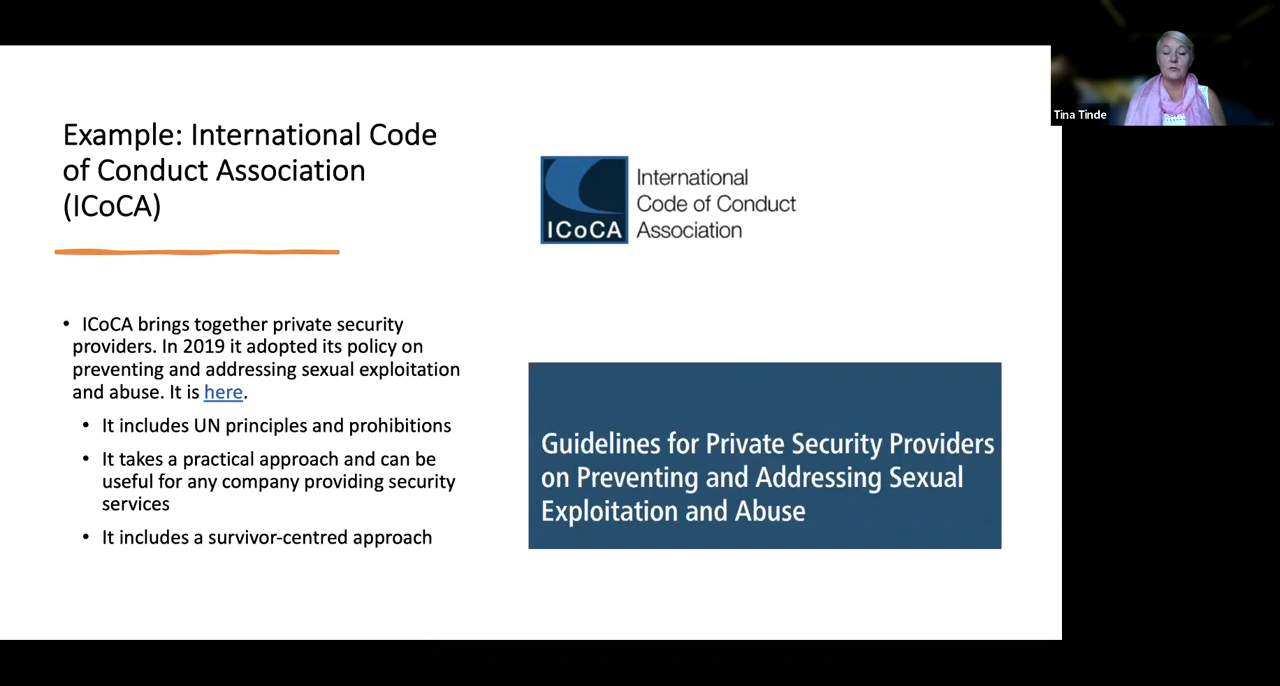 Example: International Code
of Conduct Association
(ICoCA)
• ICoCA brings together private security
providers. In 2019 it adopted its policy on
preventing and addressing sexual exploitation
and abuse. It is here.
• It includes UN principles and prohibitions
• It takes a practical approach and can be
useful for any company providing security
services
• It includes a survivor-centred approach
ICoCA
International
Code of Conduct
Association
Guidelines for Private Security Providers
on Preventing and Addressing Sexual
Exploitation and Abuse
Tina Tinde